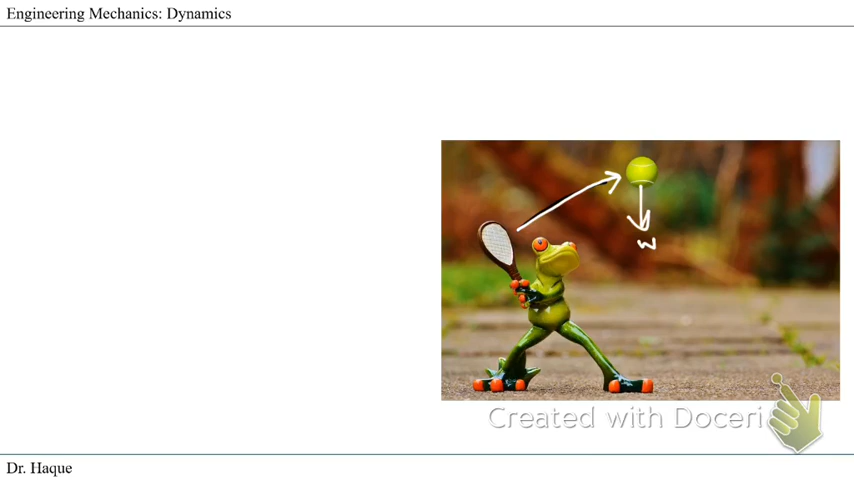 Engineering Mechanics: Dynamics
W
Created with Doceri
Dr. Haque